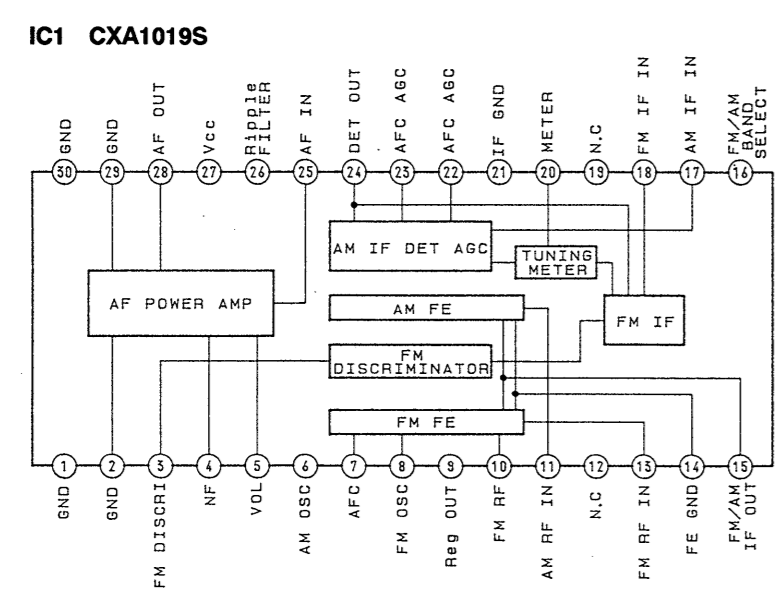 IC1 CXA1019S
GND
GND
AF OUT
Vcc
Ripple
FILTER
AF IN
DET OUT
AFC AGC
AFC AGC
IF GND
METER
N.C
FM IF IN
AM IF IN
FM/AM
BAND
SELECT
30 29 28 27 26 25 24 23 22 21 20 19 18 17 16
AM IF DET AGC
TUNING
METER
AF POWER AMP
AM FE
FM IF
FM
DISCRIMINATOR
FM FE
1 2 3 4 5 6 7 8 9 10 11 12 13 14 15
GND
GND
FM DISCRI
NF
VOL
AM OSC
AFC
FM OSC
Reg OUT
FM RF
AM RF IN
N.C
FM RF IN
FE GND
FM/AM
IF OUT